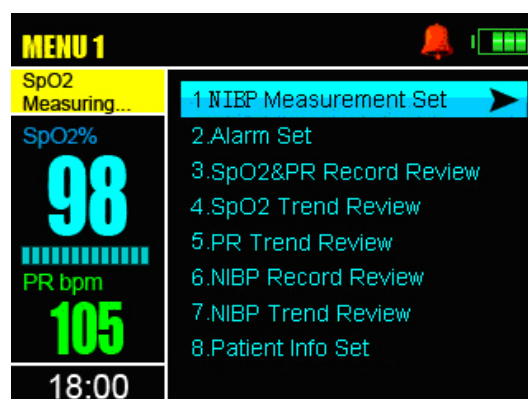 MENU 1
SpO2
Measuring...
SpO2%
98
PR bpm
105
18:00
1 NIBP Measurement Set
2.Alarm Set
3.SpO2&PR Record Review
4.SpO2 Trend Review
5.PR Trend Review
6.NIBP Record Review
7.NIBP Trend Review
8.Patient Info Set